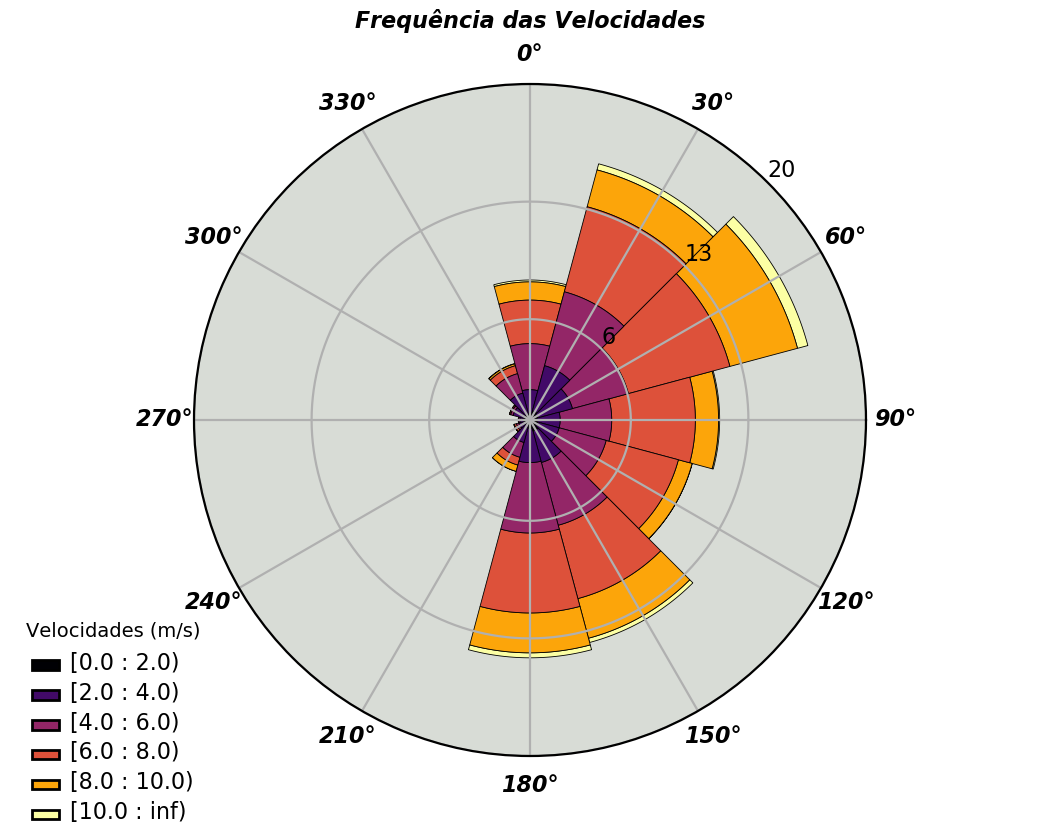 Frequência das Velocidades
0°
330°
30°
20
300°
60°
13
6
270°
90°
240°
120°
210°
150°
180°
Velocidades (m/s)
[0.0 : 2.0)
[2.0 : 4.0)
[4.0 : 6.0)
[6.0 : 8.0)
[8.0 : 10.0)
[10.0 : inf)